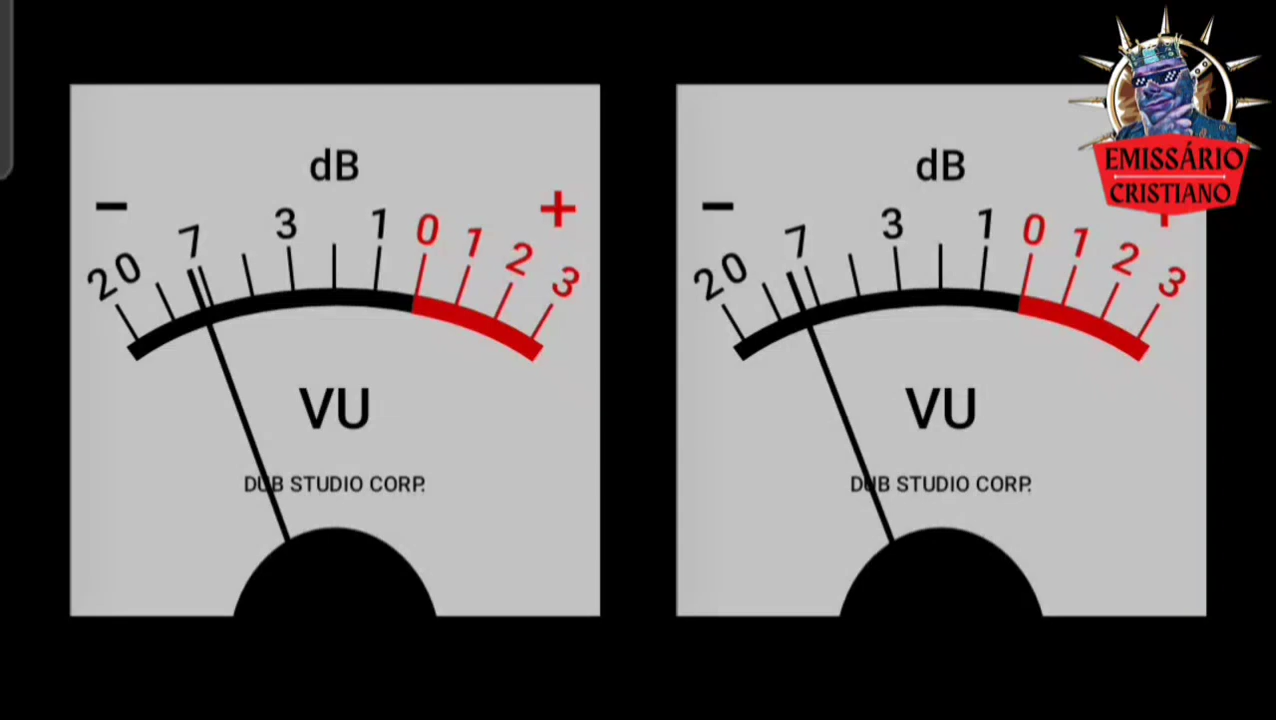 dB
− +
20 7 3 1 0 1 2 3
VU
DUB STUDIO CORP.
dB
− +
20 7 3 1 0 1 2 3
VU
DUB STUDIO CORP.
EMISSÁRIO
CRISTIANO